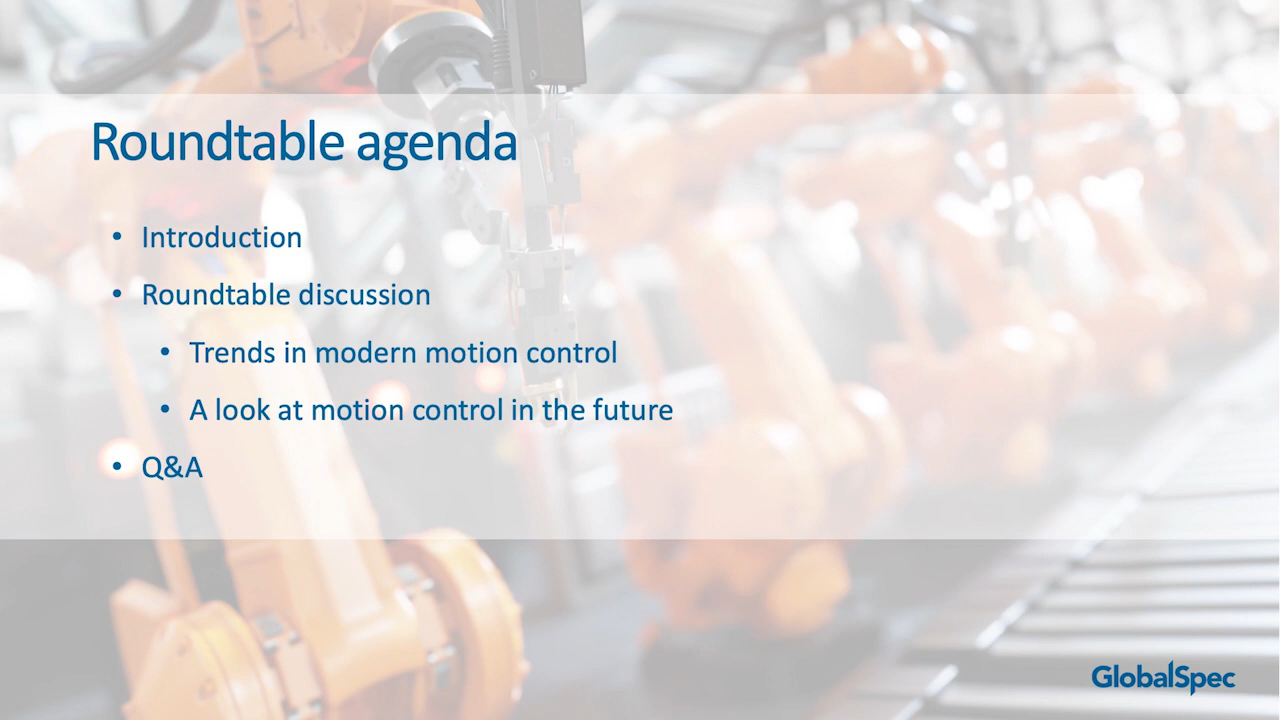 Roundtable agenda
• Introduction
• Roundtable discussion
• Trends in modern motion control
• A look at motion control in the future
• Q&A
GlobalSpec